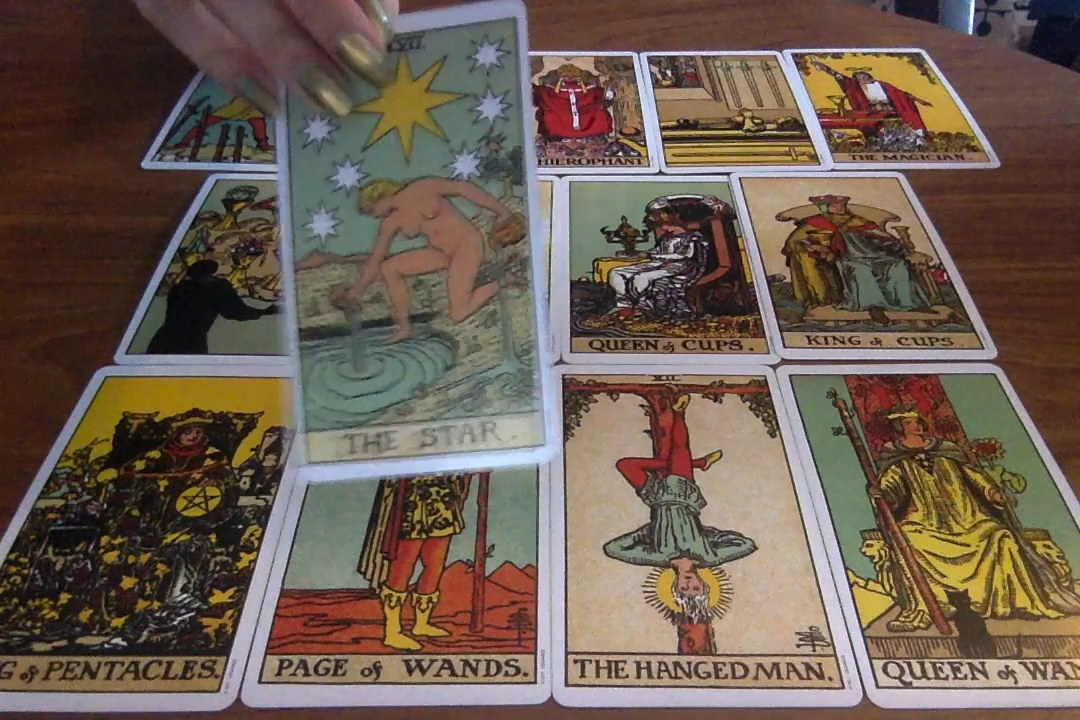 XVII.
HIEROPHANT
THE MAGICIAN.
QUEEN of CUPS.
KING of CUPS.
THE STAR.
G of PENTACLES.
PAGE of WANDS.
XII
THE HANGED MAN.
QUEEN of WAN